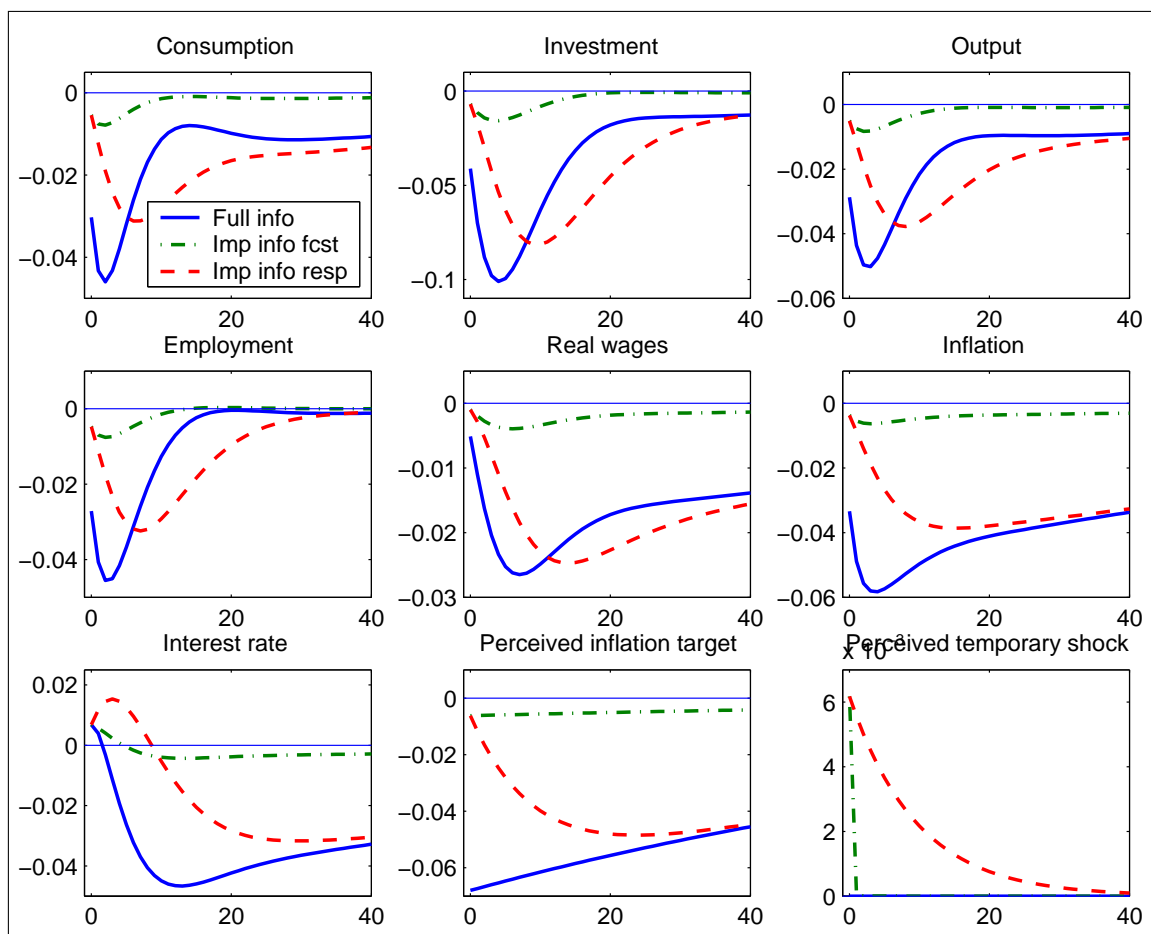 Consumption
Investment
Output
0
−0.02
−0.04
0 20 40
0
−0.05
−0.1
0 20 40
0
−0.02
−0.04
−0.06
0 20 40
Full info
Imp info fcst
Imp info resp
Employment
Real wages
Inflation
0
−0.02
−0.04
0 20 40
0
−0.01
−0.02
−0.03
0 20 40
0
−0.02
−0.04
−0.06
0 20 40
Interest rate
Perceived inflation target
Perceived temporary shock
0.02
0
−0.02
−0.04
0 20 40
0
−0.02
−0.04
−0.06
0 20 40
x 10
6
4
2
0
0 20 40